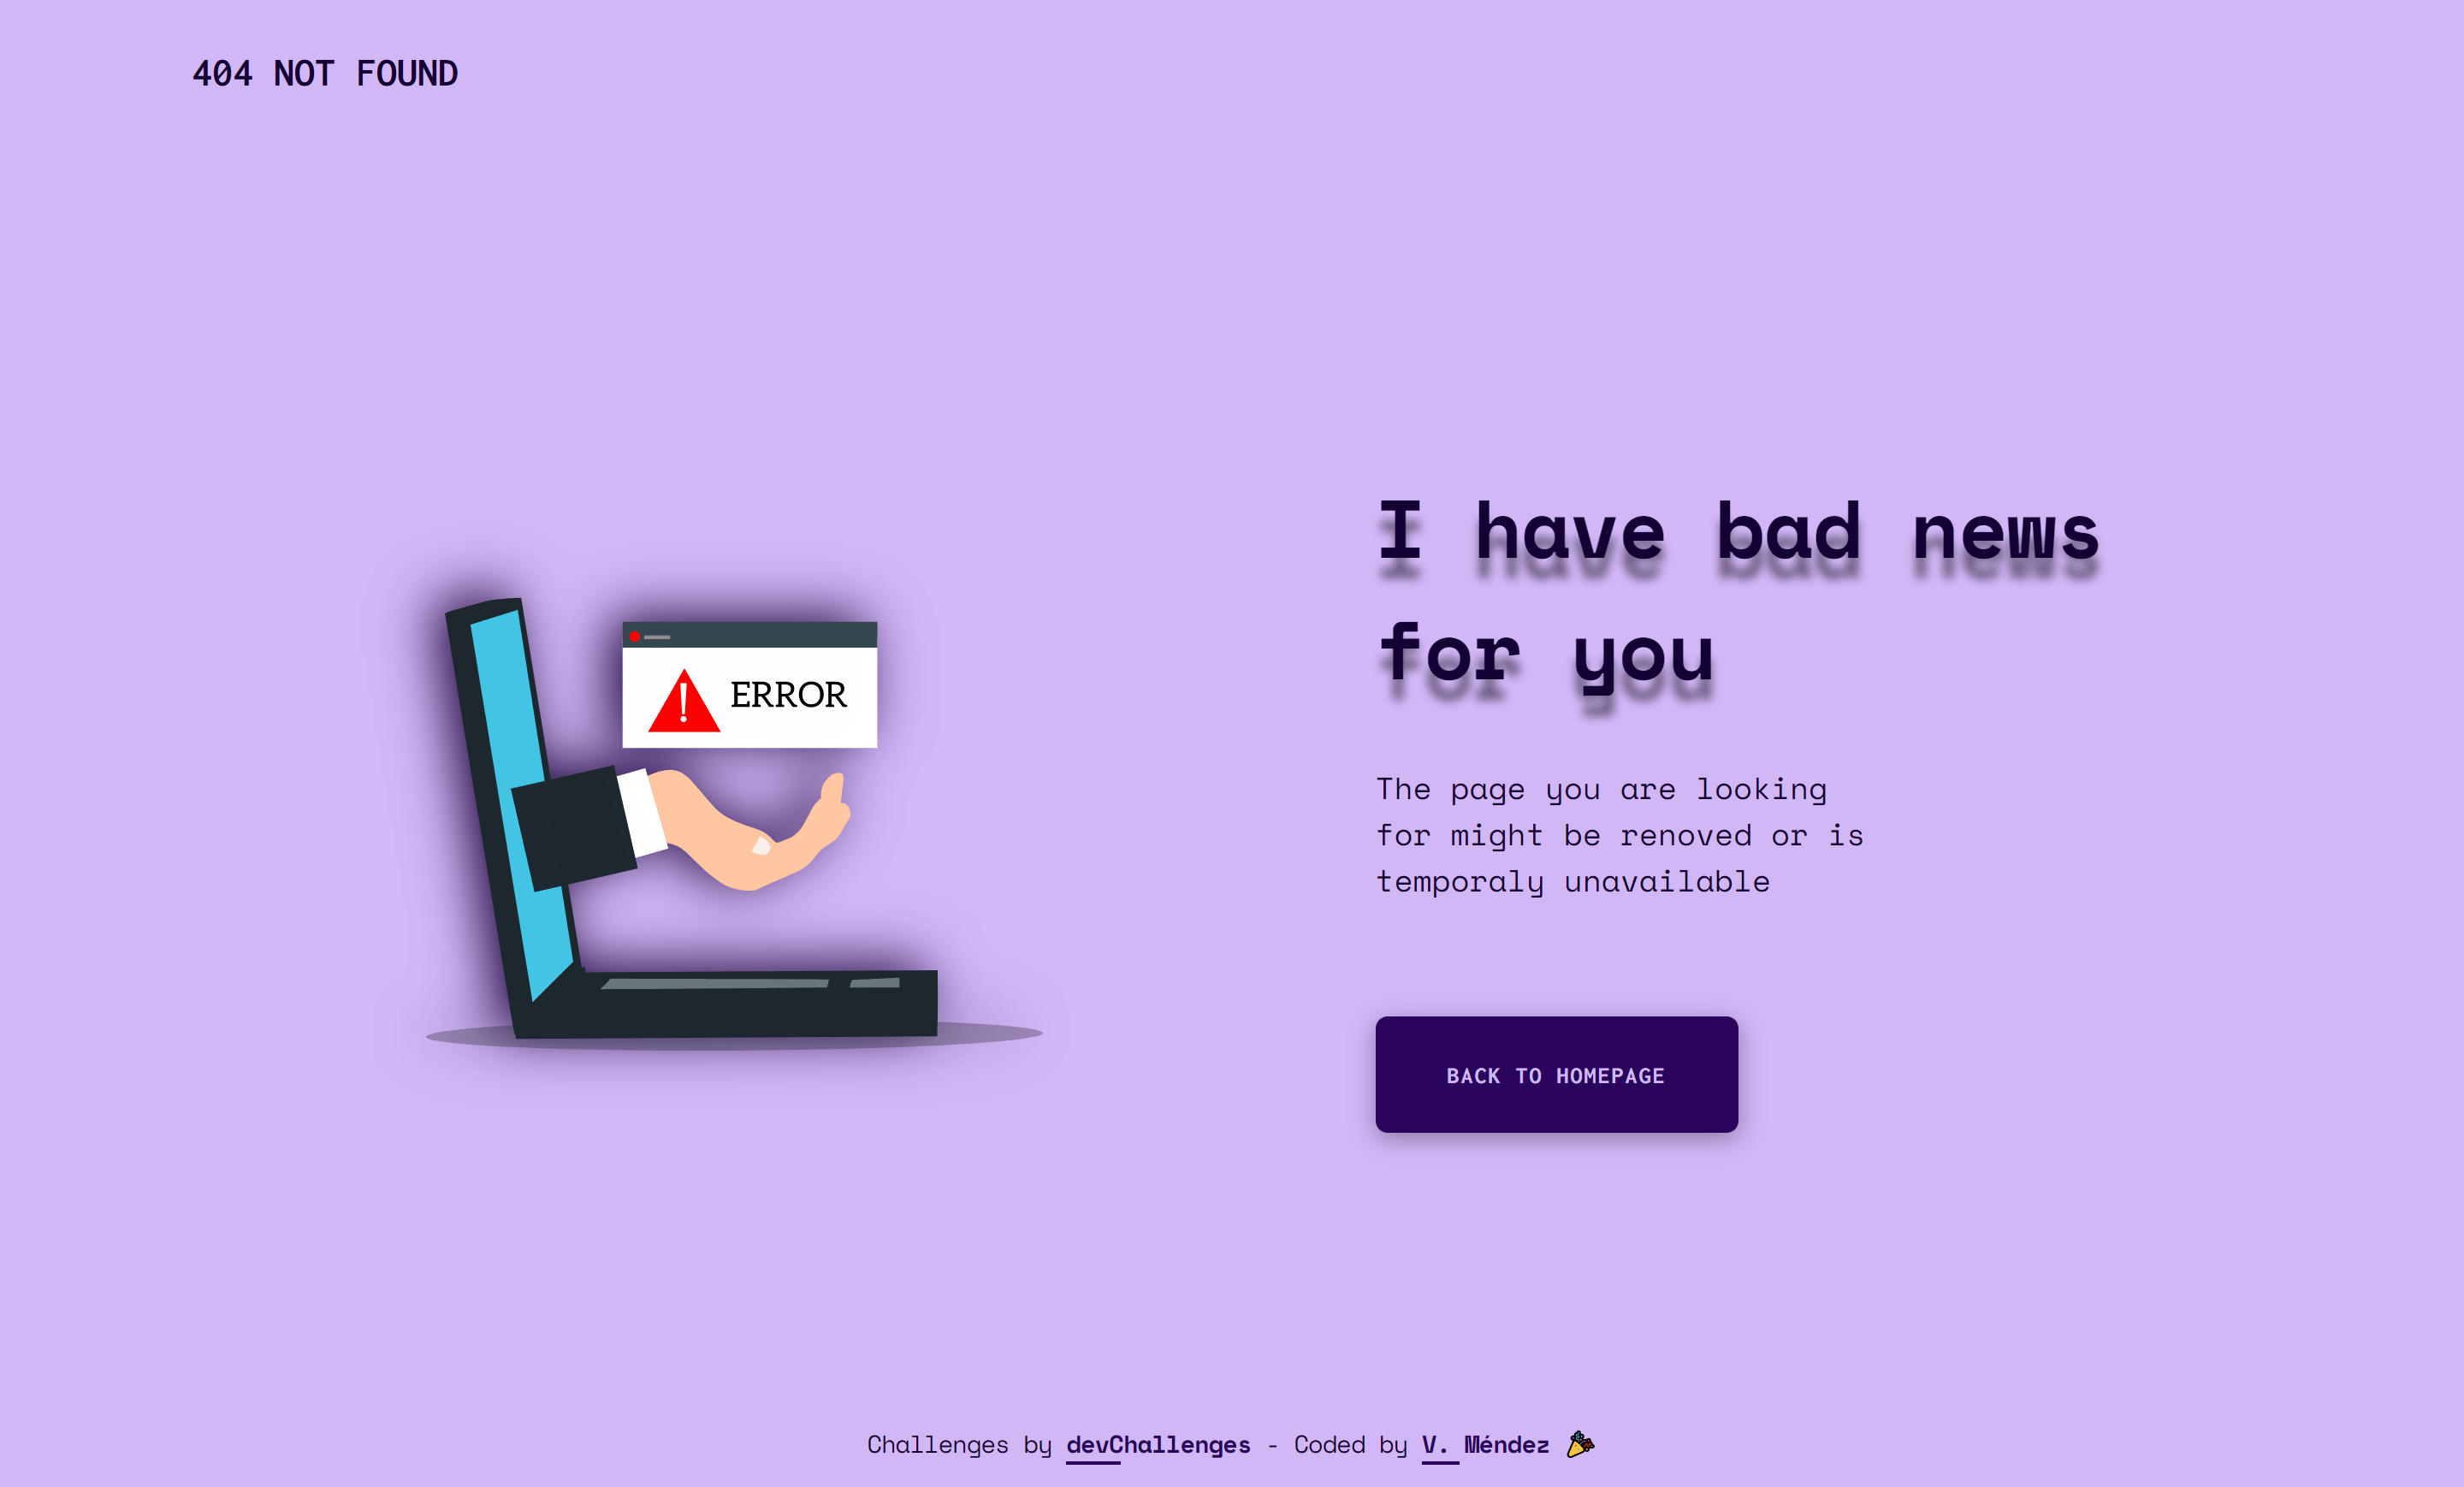 404 NOT FOUND
I have bad news
for you
ERROR
The page you are looking
for might be renoved or is
temporaly unavailable
BACK TO HOMEPAGE
Challenges by devChallenges - Coded by V. Méndez 🎉